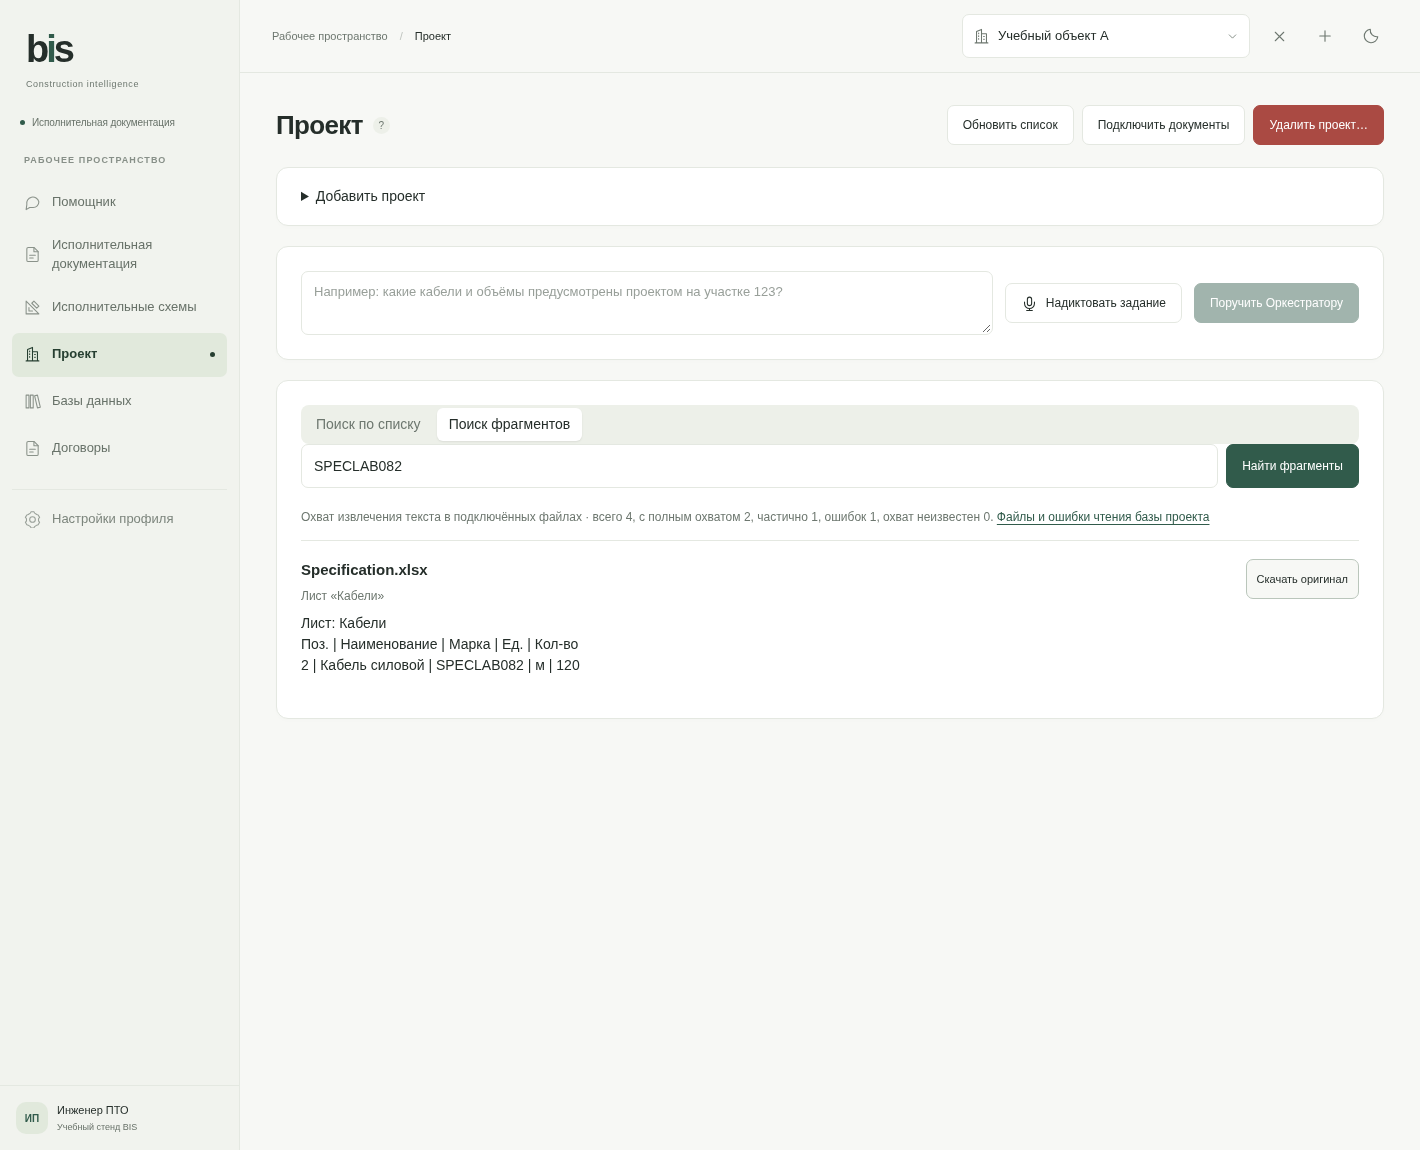 bis
Construction intelligence
Исполнительная документация
РАБОЧЕЕ ПРОСТРАНСТВО
Помощник
Исполнительная
документация
Исполнительные схемы
Проект
Базы данных
Договоры
Настройки профиля
ИП
Инженер ПТО
Учебный стенд BIS
Рабочее пространство / Проект
Учебный объект А
Проект ?
Обновить список
Подключить документы
Удалить проект…
Добавить проект
Например: какие кабели и объёмы предусмотрены проектом на участке 123?
Надиктовать задание
Поручить Оркестратору
Поиск по списку
Поиск фрагментов
SPECLAB082
Найти фрагменты
Охват извлечения текста в подключённых файлах · всего 4, с полным охватом 2, частично 1, ошибок 1, охват неизвестен 0. Файлы и ошибки чтения базы проекта
Specification.xlsx
Скачать оригинал
Лист «Кабели»
Лист: Кабели
Поз. | Наименование | Марка | Ед. | Кол-во
2 | Кабель силовой | SPECLAB082 | м | 120